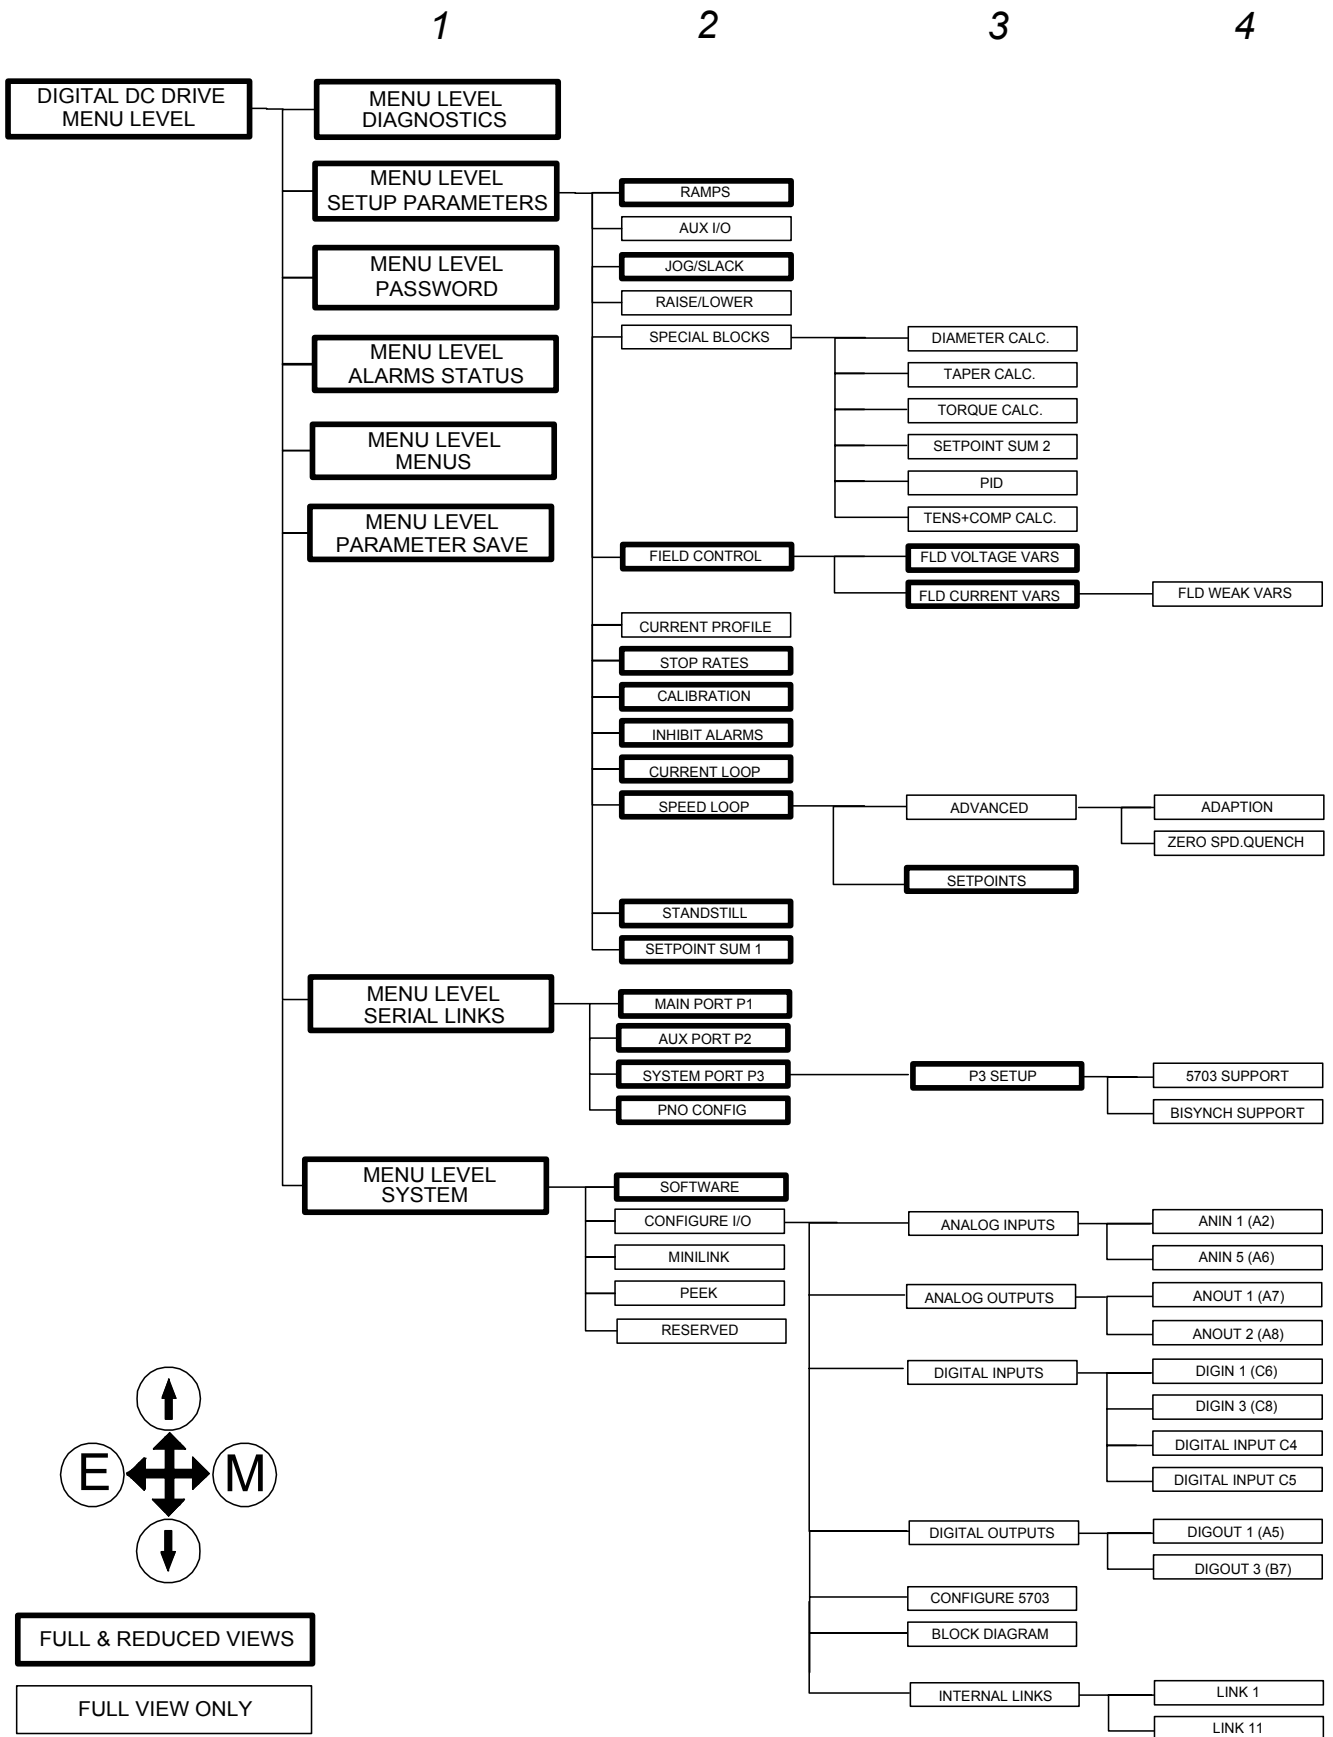 1
2
3
4
DIGITAL DC DRIVE
MENU LEVEL
MENU LEVEL
DIAGNOSTICS
MENU LEVEL
SETUP PARAMETERS
RAMPS
AUX I/O
MENU LEVEL
PASSWORD
JOG/SLACK
RAISE/LOWER
MENU LEVEL
ALARMS STATUS
SPECIAL BLOCKS
DIAMETER CALC.
TAPER CALC.
TORQUE CALC.
MENU LEVEL
MENUS
SETPOINT SUM 2
PID
MENU LEVEL
PARAMETER SAVE
TENS+COMP CALC.
FIELD CONTROL
FLD VOLTAGE VARS
FLD CURRENT VARS
FLD WEAK VARS
CURRENT PROFILE
STOP RATES
CALIBRATION
INHIBIT ALARMS
CURRENT LOOP
SPEED LOOP
ADVANCED
ADAPTION
ZERO SPD.QUENCH
SETPOINTS
STANDSTILL
SETPOINT SUM 1
MENU LEVEL
SERIAL LINKS
MAIN PORT P1
AUX PORT P2
SYSTEM PORT P3
P3 SETUP
5703 SUPPORT
PNO CONFIG
BISYNCH SUPPORT
MENU LEVEL
SYSTEM
SOFTWARE
CONFIGURE I/O
ANALOG INPUTS
ANIN 1 (A2)
MINILINK
ANIN 5 (A6)
PEEK
ANALOG OUTPUTS
ANOUT 1 (A7)
RESERVED
ANOUT 2 (A8)
DIGITAL INPUTS
DIGIN 1 (C6)
DIGIN 3 (C8)
DIGITAL INPUT C4
E
M
DIGITAL INPUT C5
DIGITAL OUTPUTS
DIGOUT 1 (A5)
DIGOUT 3 (B7)
CONFIGURE 5703
FULL & REDUCED VIEWS
BLOCK DIAGRAM
INTERNAL LINKS
LINK 1
FULL VIEW ONLY
LINK 11